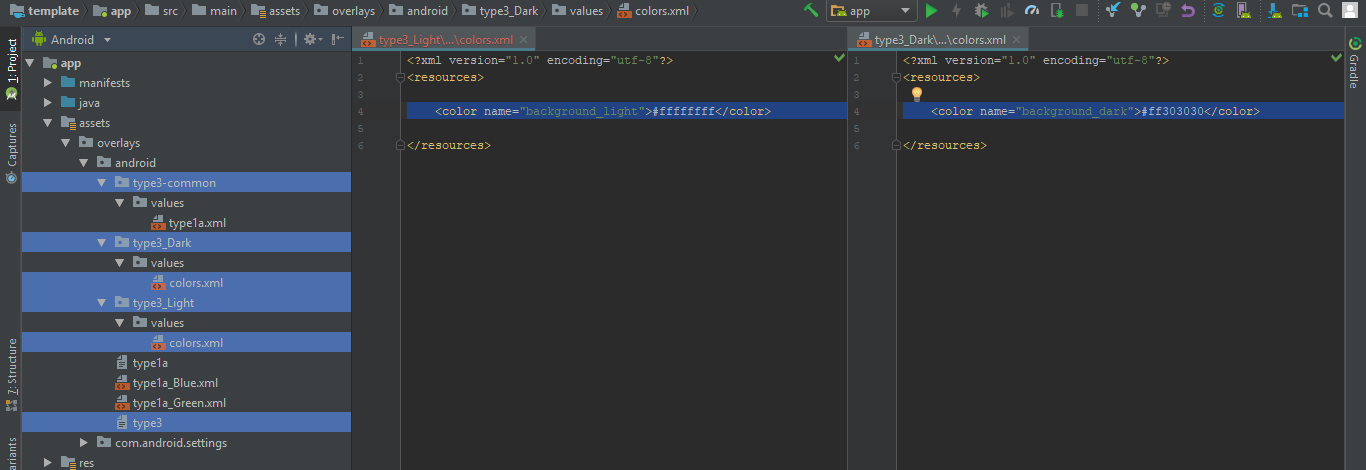 template app src main assets overlays android type3_Dark values colors.xml app
Android
type3_Light\...\colors.xml
type3_Dark\...\colors.xml
1: Project
Captures
7: Structure
ariants
app
manifests
java
assets
overlays
android
type3-common
values
type1a.xml
type3_Dark
values
colors.xml
type3_Light
values
colors.xml
type1a
type1a_Blue.xml
type1a_Green.xml
type3
com.android.settings
res
1 <?xml version="1.0" encoding="utf-8"?>
2 <resources>
3
4 <color name="background_light">#ffffffff</color>
5
6 </resources>
1 <?xml version="1.0" encoding="utf-8"?>
2 <resources>
3
4 <color name="background_dark">#ff303030</color>
5
6 </resources>
Gradle